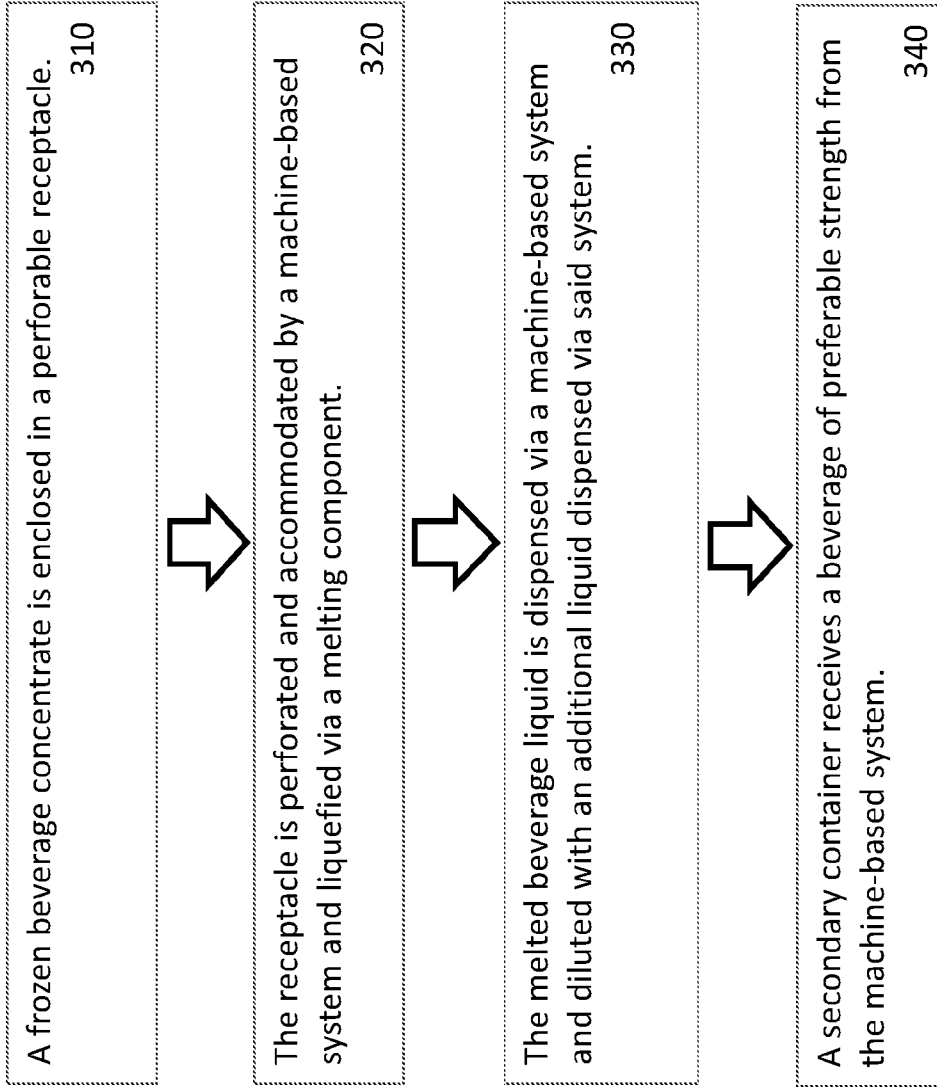 A frozen beverage concentrate is enclosed in a perforable receptacle.
310
The receptacle is perforated and accommodated by a machine-based
system and liquefied via a melting component.
320
The melted beverage liquid is dispensed via a machine-based system
and diluted with an additional liquid dispensed via said system.
330
A secondary container receives a beverage of preferable strength from
the machine-based system.
340